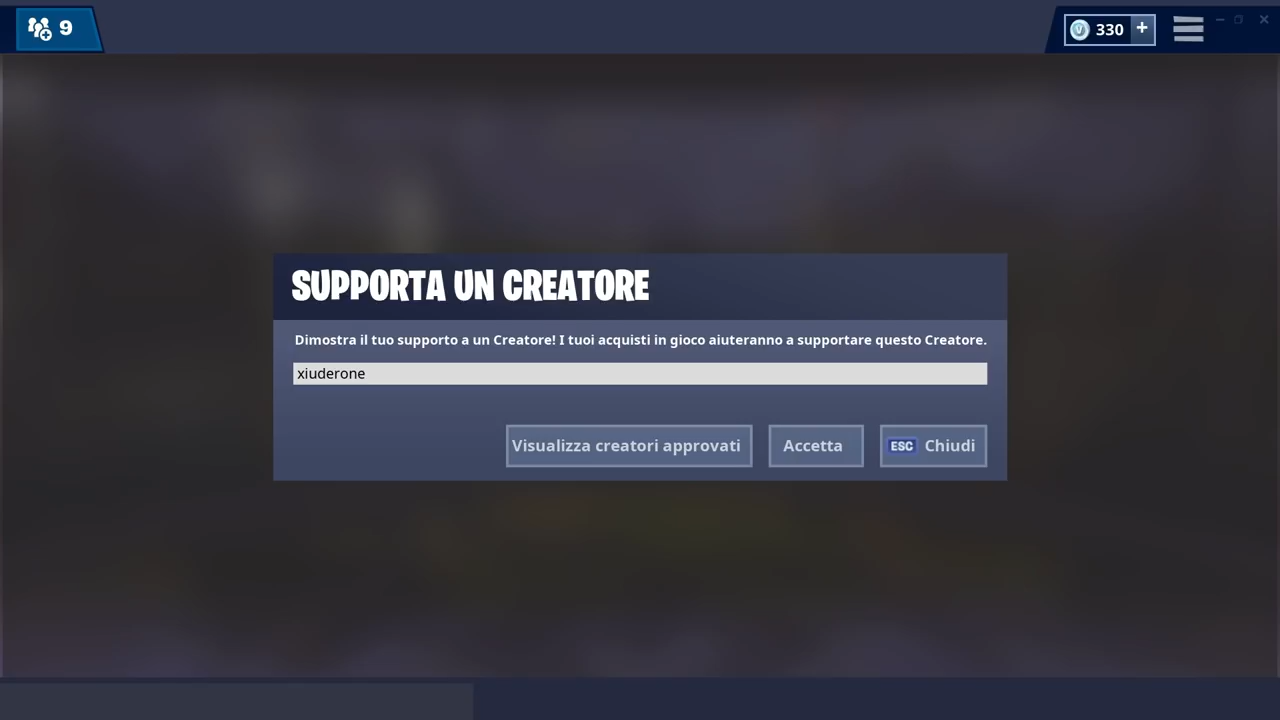 9
330 +
SUPPORTA UN CREATORE
Dimostra il tuo supporto a un Creatore! I tuoi acquisti in gioco aiuteranno a supportare questo Creatore.
xiuderone
Visualizza creatori approvati
Accetta
ESC Chiudi